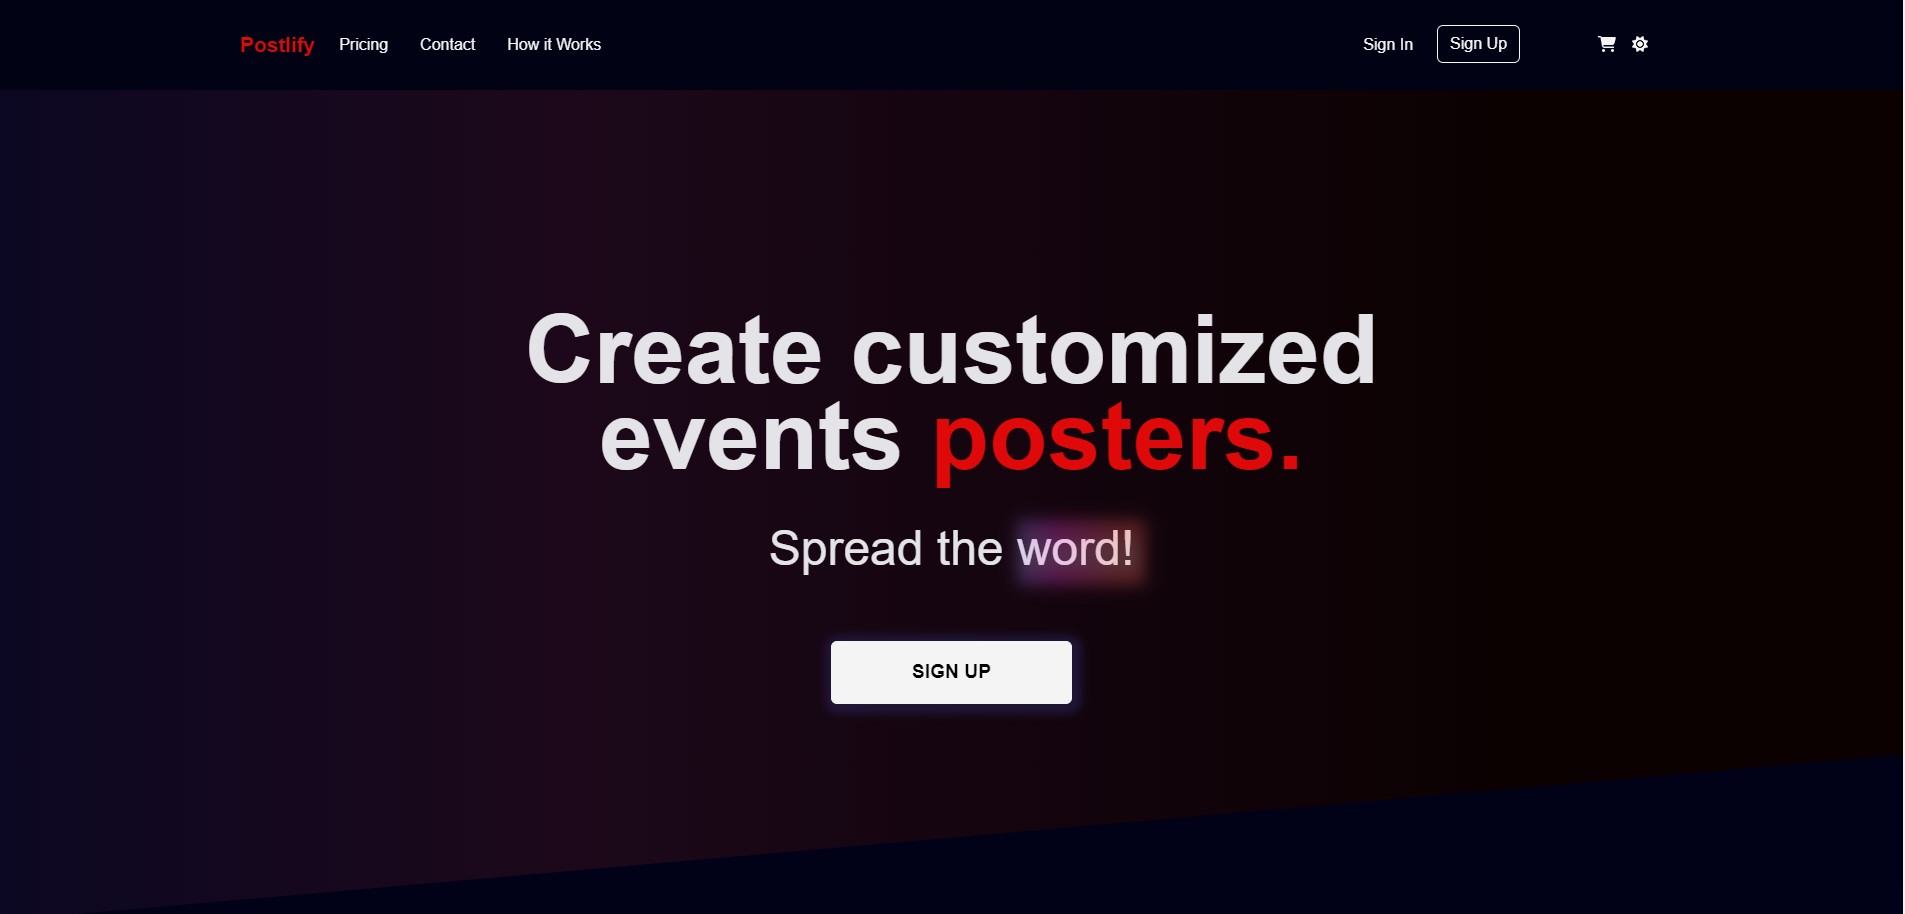 Postlify Pricing Contact How it Works Sign In Sign Up
Create customized
events posters.
Spread the word!
SIGN UP